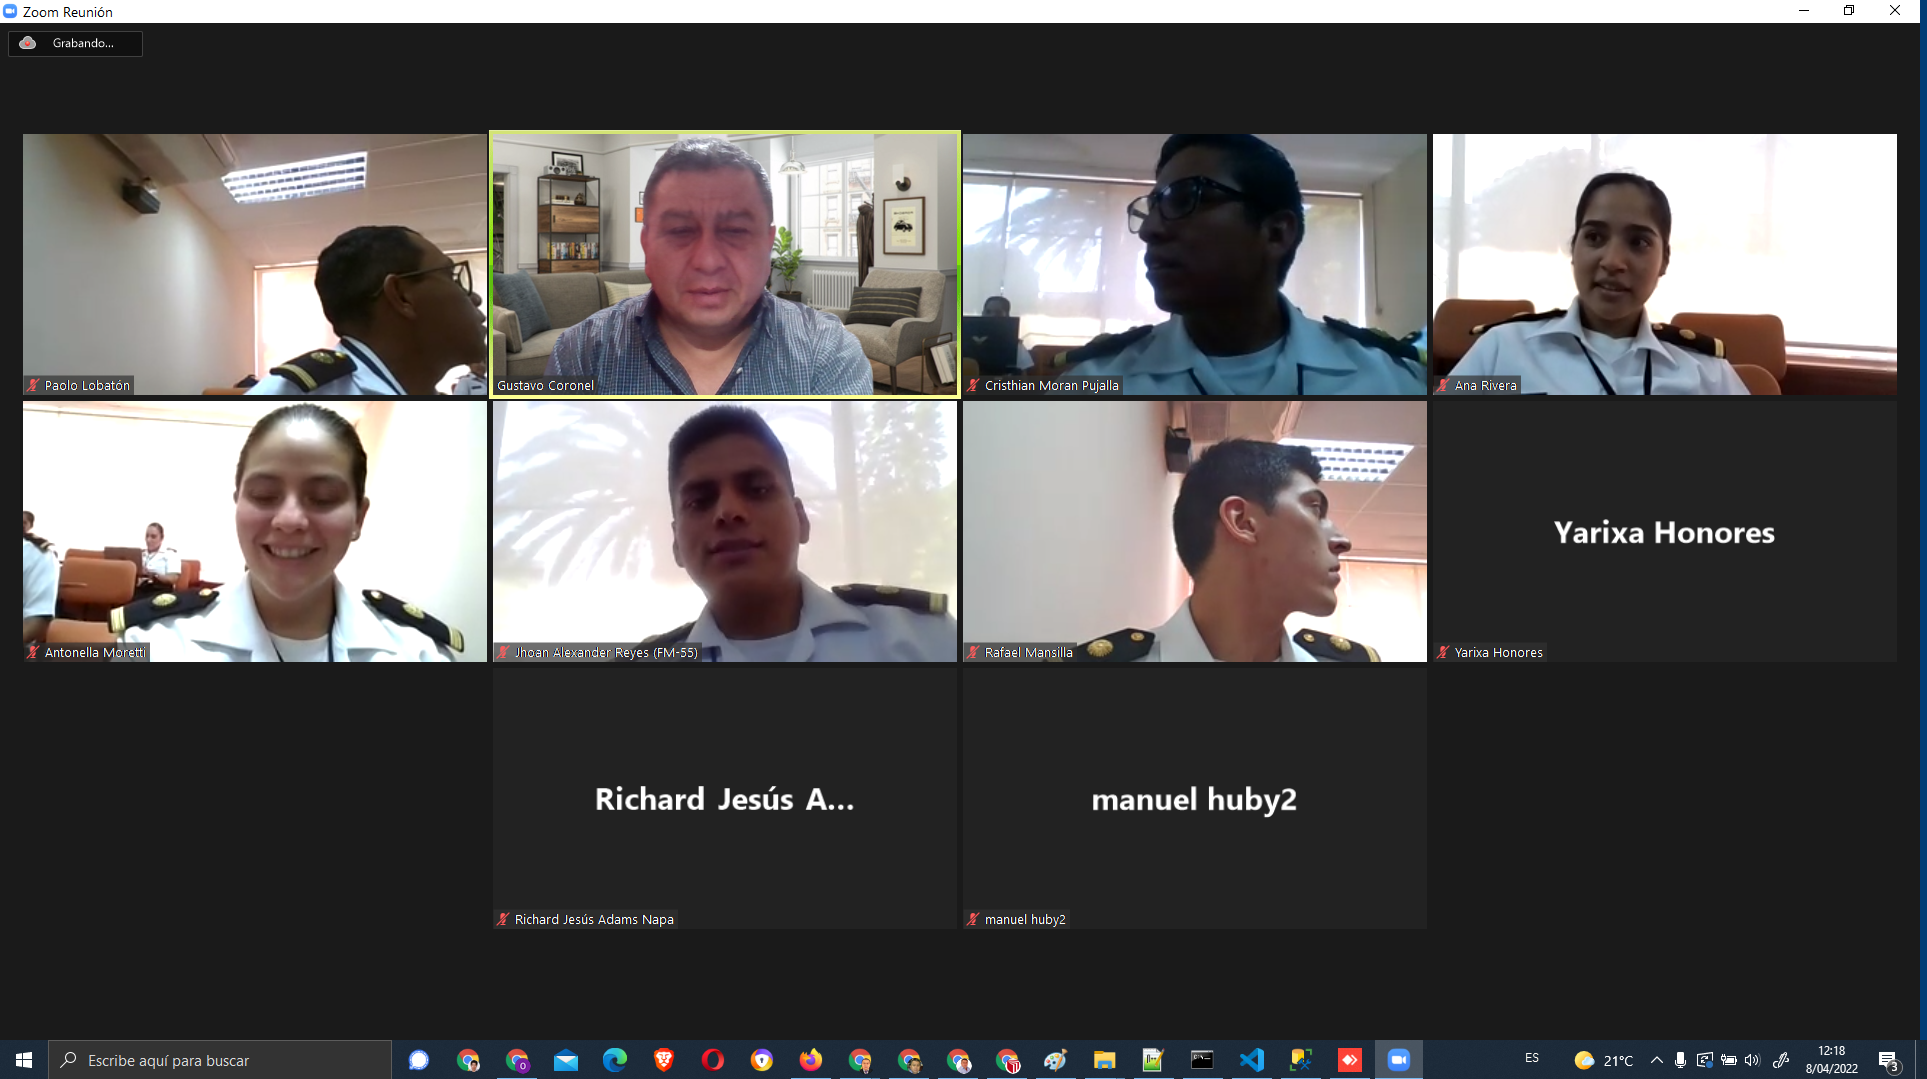 Zoom Reunión
Grabando...
Paolo Lobatón
Gustavo Coronel
Cristhian Moran Pujalla
Ana Rivera
Antonella Moretti
Jhoan Alexander Reyes (FM-55)
Rafael Mansilla
Yarixa Honores
Yarixa Honores
Richard Jesús A...
manuel huby2
Richard Jesús Adams Napa
manuel huby2
Escribe aquí para buscar
ES
21°C
12:18
8/04/2022
3